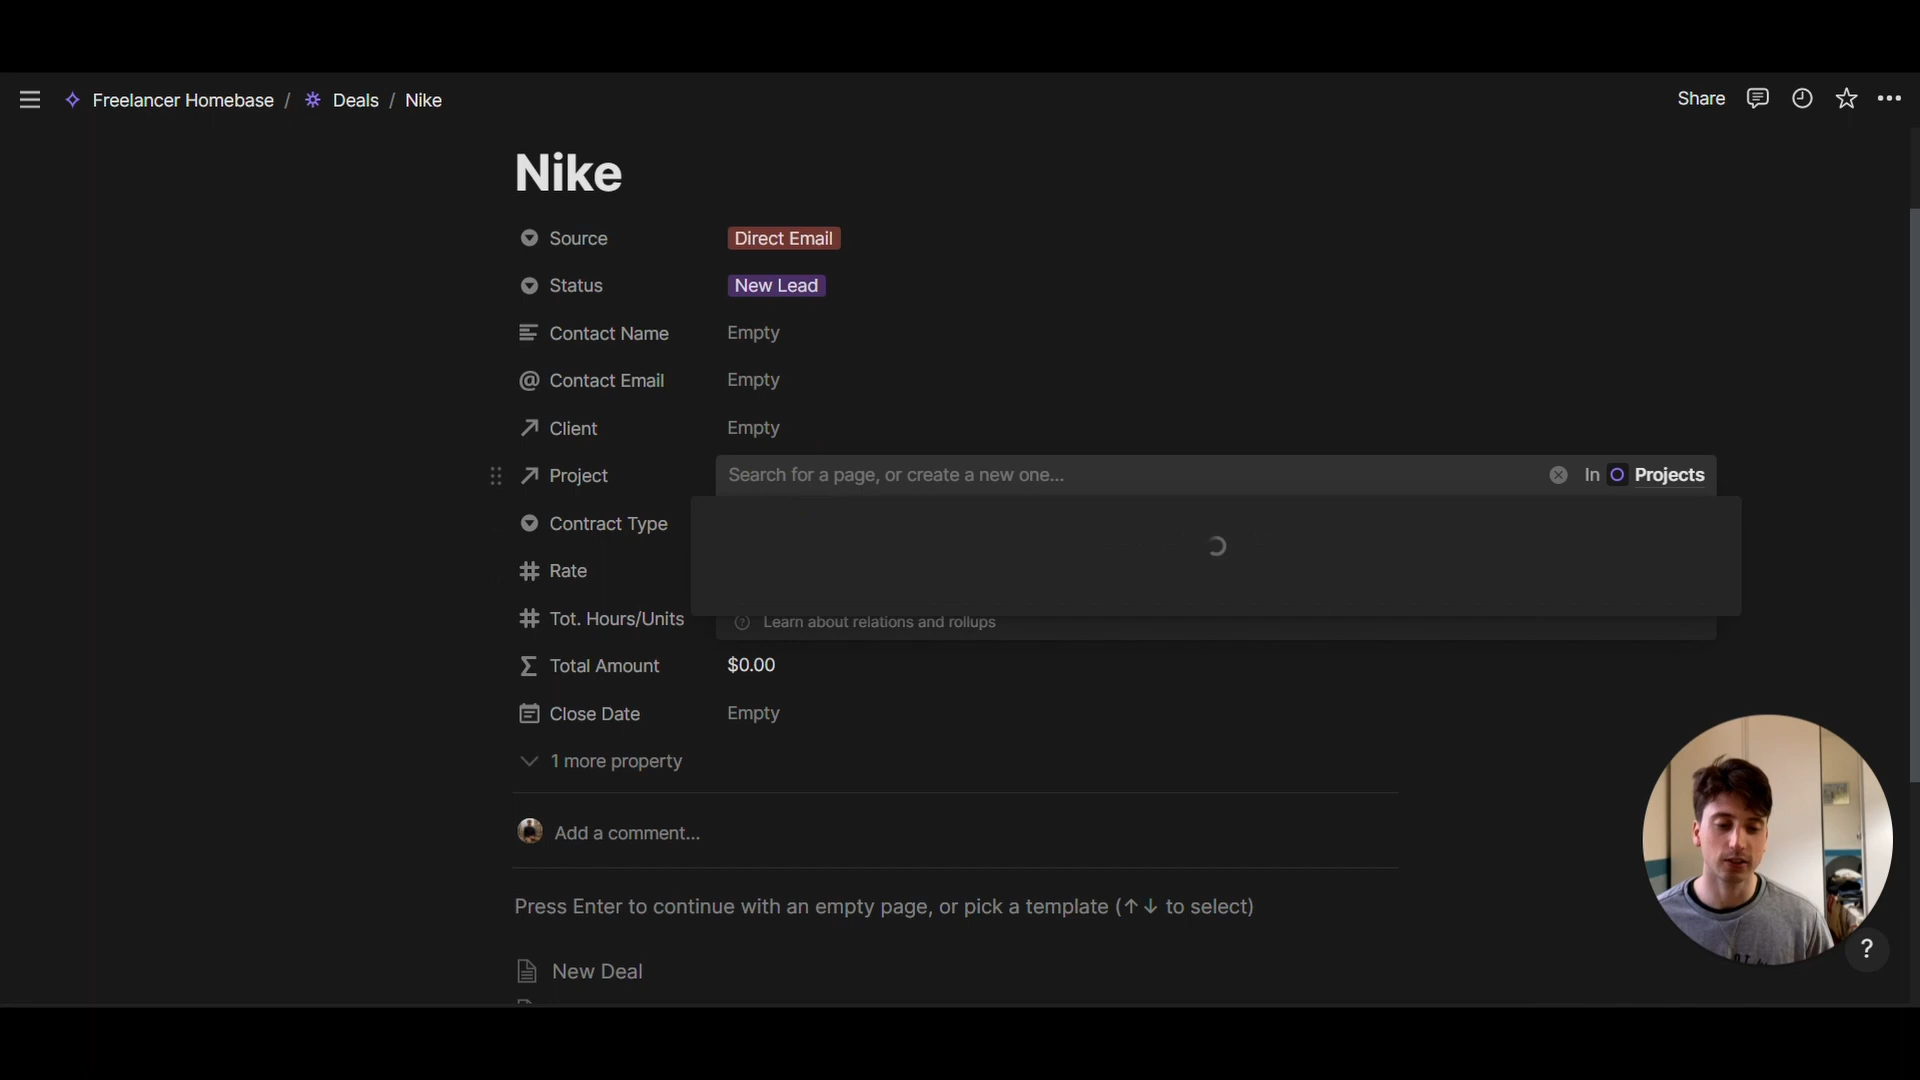 Freelancer Homebase / Deals / Nike
Share
Nike
Source Direct Email
Status New Lead
Contact Name Empty
@ Contact Email Empty
Client Empty
Project Search for a page, or create a new one... In Projects
Contract Type
Rate
Tot. Hours/Units Learn about relations and rollups
Total Amount $0.00
Close Date Empty
1 more property
Add a comment...
Press Enter to continue with an empty page, or pick a template (↑↓ to select)
New Deal
?